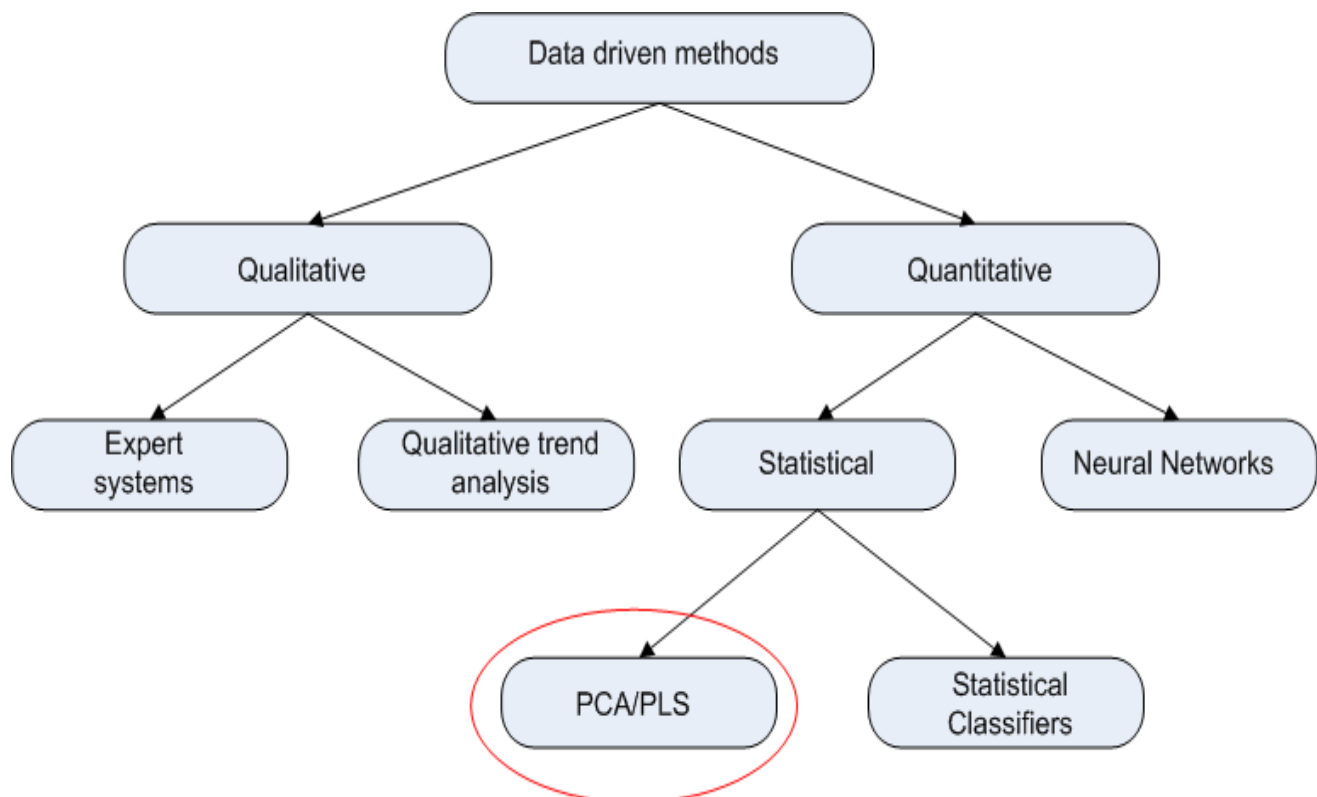 Data driven methods
Qualitative
Quantitative
Expert
systems
Qualitative trend
analysis
Statistical
Neural Networks
PCA/PLS
Statistical
Classifiers